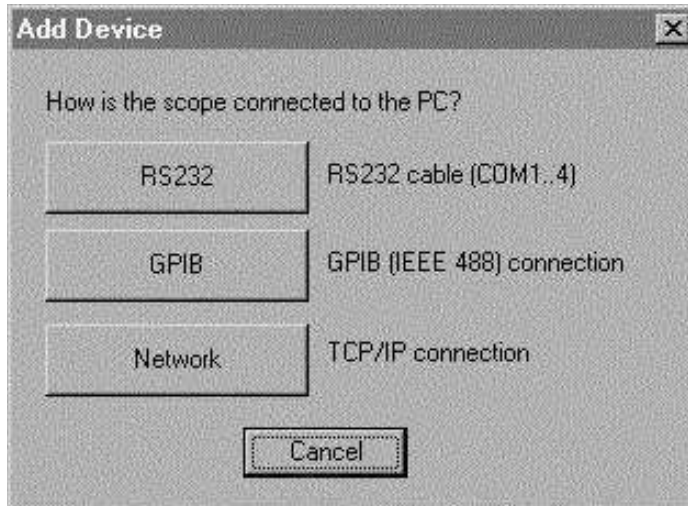 Add Device
How is the scope connected to the PC?
RS232 RS232 cable (COM1..4)
GPIB GPIB (IEEE 488) connection
Network TCP/IP connection
Cancel